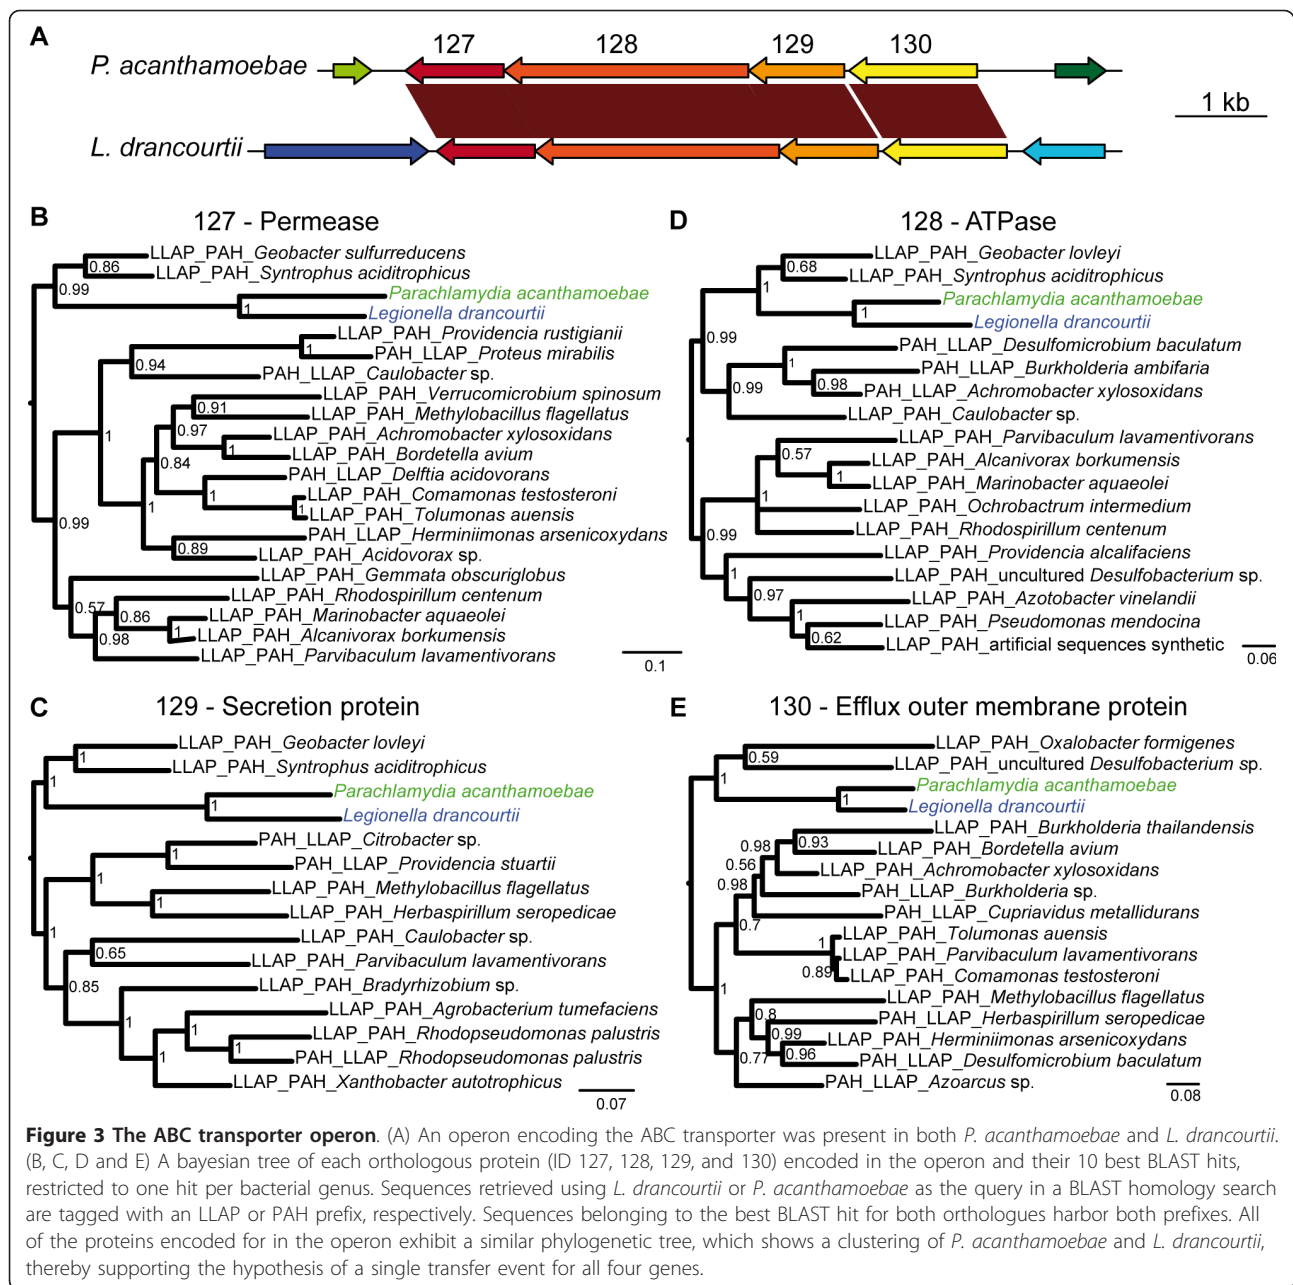 A
127
128
129
130
P. acanthamoebae
1 kb
L. drancourtii
B
127 - Permease
LLAP_PAH_Geobacter sulfurreducens
0.86
LLAP_PAH_Syntrophus aciditrophicus
0.99
Parachlamydia acanthamoebae
1
Legionella drancourtii
LLAP_PAH_Providencia rustigianii
1
PAH_LLAP_Proteus mirabilis
0.94
PAH_LLAP_Caulobacter sp.
LLAP_PAH_Verrucomicrobium spinosum
0.91
LLAP_PAH_Methylobacillus flagellatus
1
0.97
LLAP_PAH_Achromobacter xylosoxidans
1
LLAP_PAH_Bordetella avium
0.84
PAH_LLAP_Delftia acidovorans
1
LLAP_PAH_Comamonas testosteroni
1
1
LLAP_PAH_Tolumonas auensis
0.99
PAH_LLAP_Herminiimonas arsenicoxydans
0.89
LLAP_PAH_Acidovorax sp.
LLAP_PAH_Gemmata obscuriglobus
0.57
LLAP_PAH_Rhodospirillum centenum
0.86
LLAP_PAH_Marinobacter aquaeolei
1
0.98
LLAP_PAH_Alcanivorax borkumensis
LLAP_PAH_Parvibaculum lavamentivorans
0.1
D
128 - ATPase
LLAP_PAH_Geobacter lovleyi
0.68
LLAP_PAH_Syntrophus aciditrophicus
1
Parachlamydia acanthamoebae
1
Legionella drancourtii
0.99
PAH_LLAP_Desulfomicrobium baculatum
1
PAH_LLAP_Burkholderia ambifaria
0.99
0.98
PAH_LLAP_Achromobacter xylosoxidans
LLAP_PAH_Caulobacter sp.
LLAP_PAH_Parvibaculum lavamentivorans
0.57
LLAP_PAH_Alcanivorax borkumensis
1
LLAP_PAH_Marinobacter aquaeolei
1
LLAP_PAH_Ochrobactrum intermedium
LLAP_PAH_Rhodospirillum centenum
0.99
LLAP_PAH_Providencia alcalifaciens
1
LLAP_PAH_uncultured Desulfobacterium sp.
0.97
LLAP_PAH_Azotobacter vinelandii
1
LLAP_PAH_Pseudomonas mendocina
0.62
LLAP_PAH_artificial sequences synthetic
0.06
C
129 - Secretion protein
LLAP_PAH_Geobacter lovleyi
1
LLAP_PAH_Syntrophus aciditrophicus
1
Parachlamydia acanthamoebae
1
Legionella drancourtii
PAH_LLAP_Citrobacter sp.
1
PAH_LLAP_Providencia stuartii
1
LLAP_PAH_Methylobacillus flagellatus
1
LLAP_PAH_Herbaspirillum seropedicae
1
LLAP_PAH_Caulobacter sp.
0.65
LLAP_PAH_Parvibaculum lavamentivorans
0.85
LLAP_PAH_Bradyrhizobium sp.
LLAP_PAH_Agrobacterium tumefaciens
1
1
LLAP_PAH_Rhodopseudomonas palustris
1
PAH_LLAP_Rhodopseudomonas palustris
1
LLAP_PAH_Xanthobacter autotrophicus
0.07
E
130 - Efflux outer membrane protein
LLAP_PAH_Oxalobacter formigenes
0.59
LLAP_PAH_uncultured Desulfobacterium sp.
1
Parachlamydia acanthamoebae
1
Legionella drancourtii
LLAP_PAH_Burkholderia thailandensis
0.93
0.98
LLAP_PAH_Bordetella avium
0.56
LLAP_PAH_Achromobacter xylosoxidans
0.98
PAH_LLAP_Burkholderia sp.
PAH_LLAP_Cupriavidus metallidurans
0.7
LLAP_PAH_Tolumonas auensis
1
LLAP_PAH_Parvibaculum lavamentivorans
0.89
LLAP_PAH_Comamonas testosteroni
1
LLAP_PAH_Methylobacillus flagellatus
0.8
PAH_LLAP_Herbaspirillum seropedicae
0.99
LLAP_PAH_Herminiimonas arsenicoxydans
0.77
0.96
PAH_LLAP_Desulfomicrobium baculatum
PAH_LLAP_Azoarcus sp.
0.08
Figure 3 The ABC transporter operon. (A) An operon encoding the ABC transporter was present in both P. acanthamoebae and L. drancourtii.
(B, C, D and E) A bayesian tree of each orthologous protein (ID 127, 128, 129, and 130) encoded in the operon and their 10 best BLAST hits,
restricted to one hit per bacterial genus. Sequences retrieved using L. drancourtii or P. acanthamoebae as the query in a BLAST homology search
are tagged with an LLAP or PAH prefix, respectively. Sequences belonging to the best BLAST hit for both orthologues harbor both prefixes. All
of the proteins encoded for in the operon exhibit a similar phylogenetic tree, which shows a clustering of P. acanthamoebae and L. drancourtii,
thereby supporting the hypothesis of a single transfer event for all four genes.